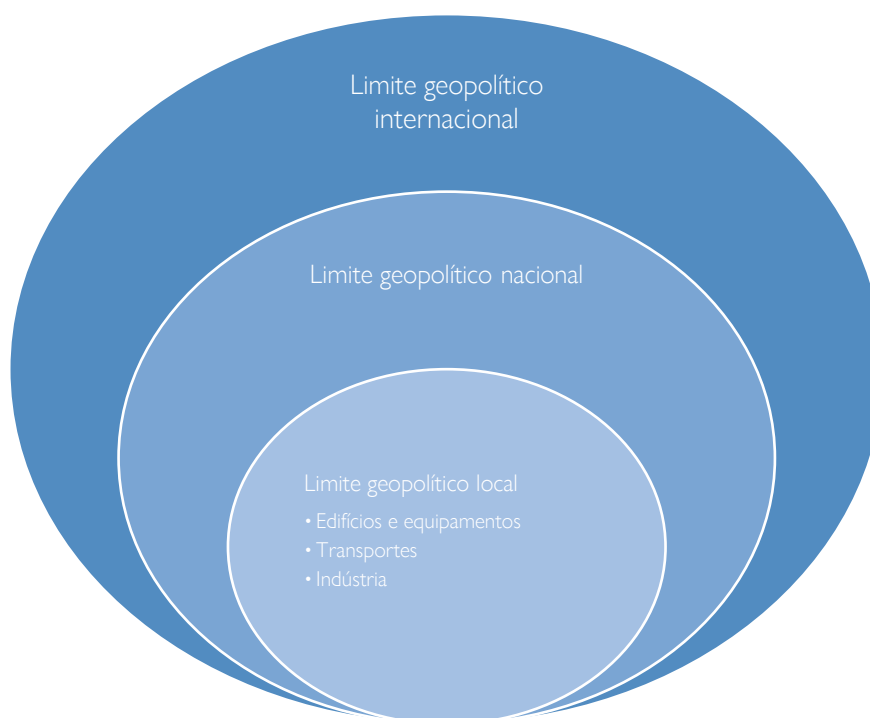 Limite geopolítico
internacional
Limite geopolítico nacional
Limite geopolítico local
• Edifícios e equipamentos
• Transportes
• Indústria